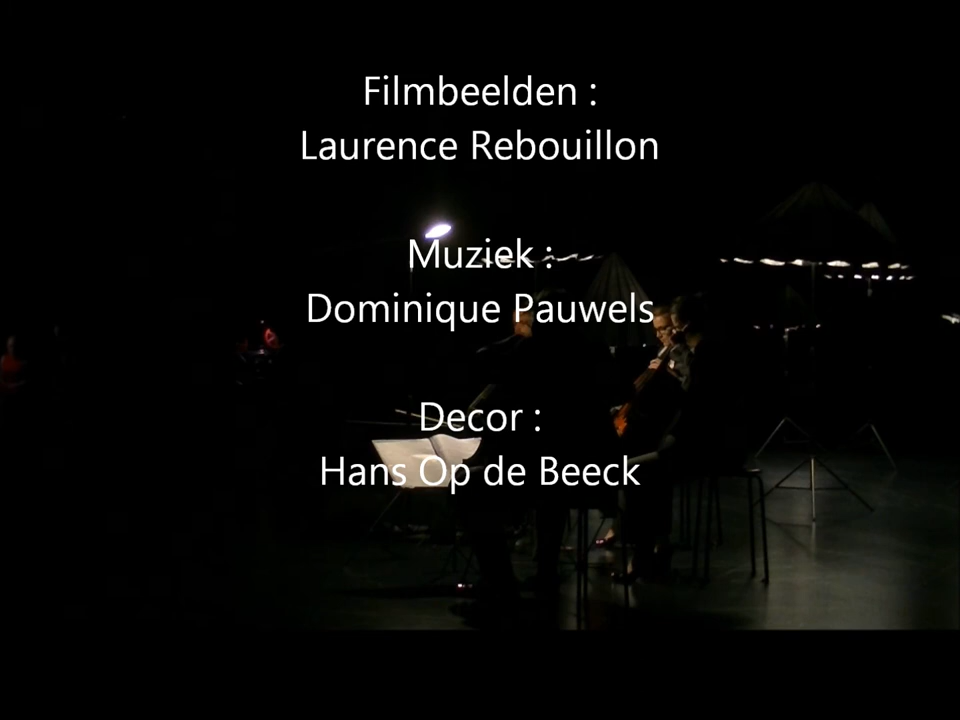 Filmbeelden :
Laurence Rebouillon
Muziek :
Dominique Pauwels
Decor :
Hans Op de Beeck